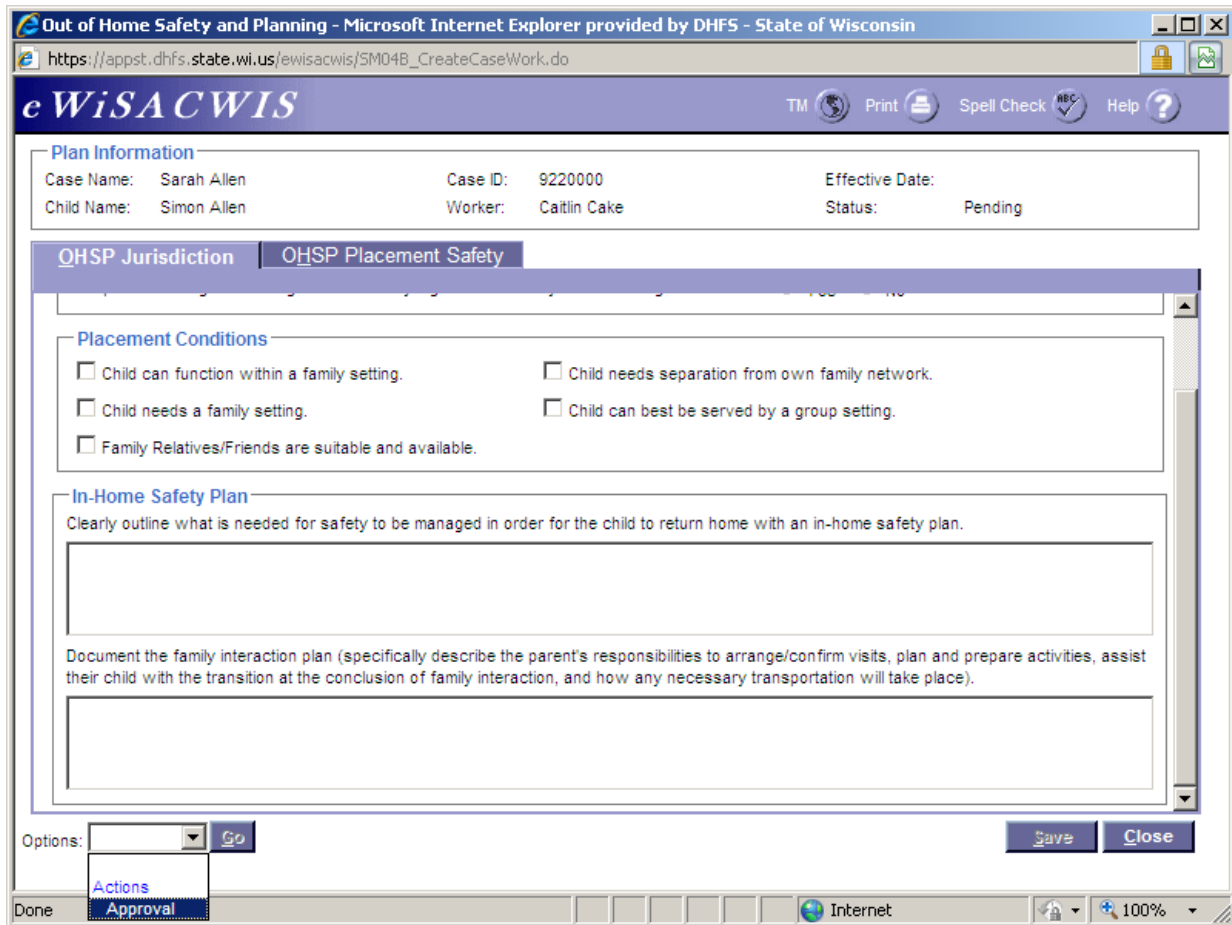 Out of Home Safety and Planning - Microsoft Internet Explorer provided by DHFS - State of Wisconsin
https://appst.dhfs.state.wi.us/ewisacwis/SM04B_CreateCaseWork.do
e WiSACWIS TM Print Spell Check ABC Help ?
Plan Information
Case Name: Sarah Allen Case ID: 9220000 Effective Date:
Child Name: Simon Allen Worker: Caitlin Cake Status: Pending
OHSP Jurisdiction OHSP Placement Safety
Placement Conditions
Child can function within a family setting. Child needs separation from own family network.
Child needs a family setting. Child can best be served by a group setting.
Family Relatives/Friends are suitable and available.
In-Home Safety Plan
Clearly outline what is needed for safety to be managed in order for the child to return home with an in-home safety plan.
Document the family interaction plan (specifically describe the parent's responsibilities to arrange/confirm visits, plan and prepare activities, assist
their child with the transition at the conclusion of family interaction, and how any necessary transportation will take place).
Options: Go Save Close
Actions
Approval
Done Internet 100%